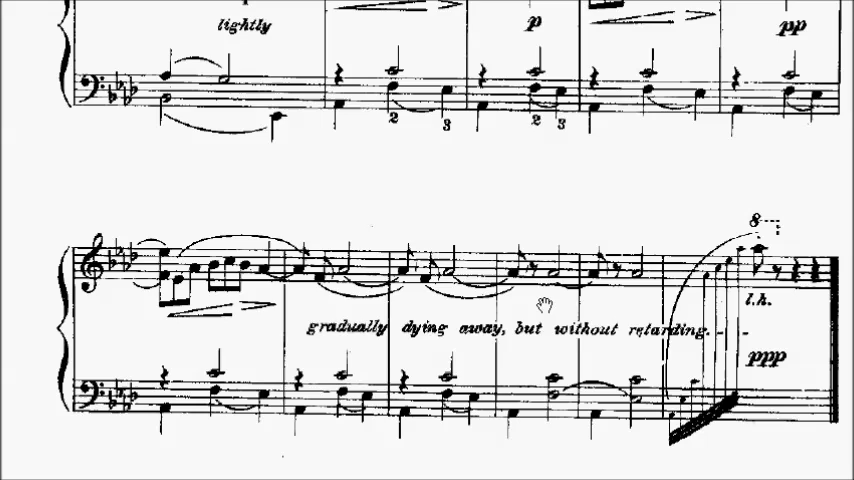 lightly
p
pp
2
3
2
3
8
l.h.
gradually dying away, but without retarding. - -
ppp